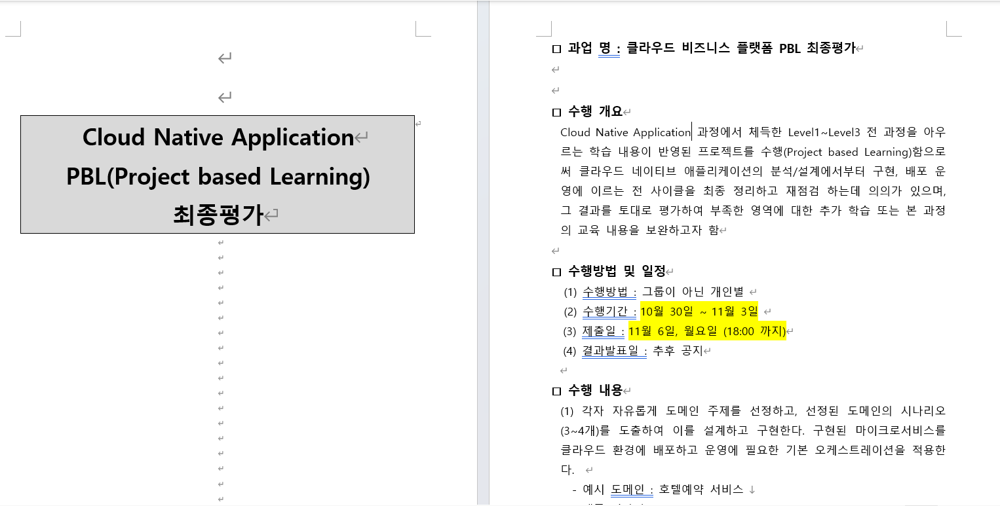 Cloud Native Application
PBL(Project based Learning)
최종평가
□ 과업 명 : 클라우드 비즈니스 플랫폼 PBL 최종평가
□ 수행 개요
Cloud Native Application 과정에서 체득한 Level1~Level3 전 과정을 아우
르는 학습 내용이 반영된 프로젝트를 수행(Project based Learning)함으로
써 클라우드 네이티브 애플리케이션의 분석/설계에서부터 구현, 배포 운
영에 이르는 전 사이클을 최종 정리하고 재점검 하는데 의의가 있으며,
그 결과를 토대로 평가하여 부족한 영역에 대한 추가 학습 또는 본 과정
의 교육 내용을 보완하고자 함
□ 수행방법 및 일정
(1) 수행방법 : 그룹이 아닌 개인별
(2) 수행기간 : 10월 30일 ~ 11월 3일
(3) 제출일 : 11월 6일, 월요일 (18:00 까지)
(4) 결과발표일 : 추후 공지
□ 수행 내용
(1) 각자 자유롭게 도메인 주제를 선정하고, 선정된 도메인의 시나리오
(3~4개)를 도출하여 이를 설계하고 구현한다. 구현된 마이크로서비스를
클라우드 환경에 배포하고 운영에 필요한 기본 오케스트레이션을 적용한
다.
- 예시 도메인 : 호텔예약 서비스